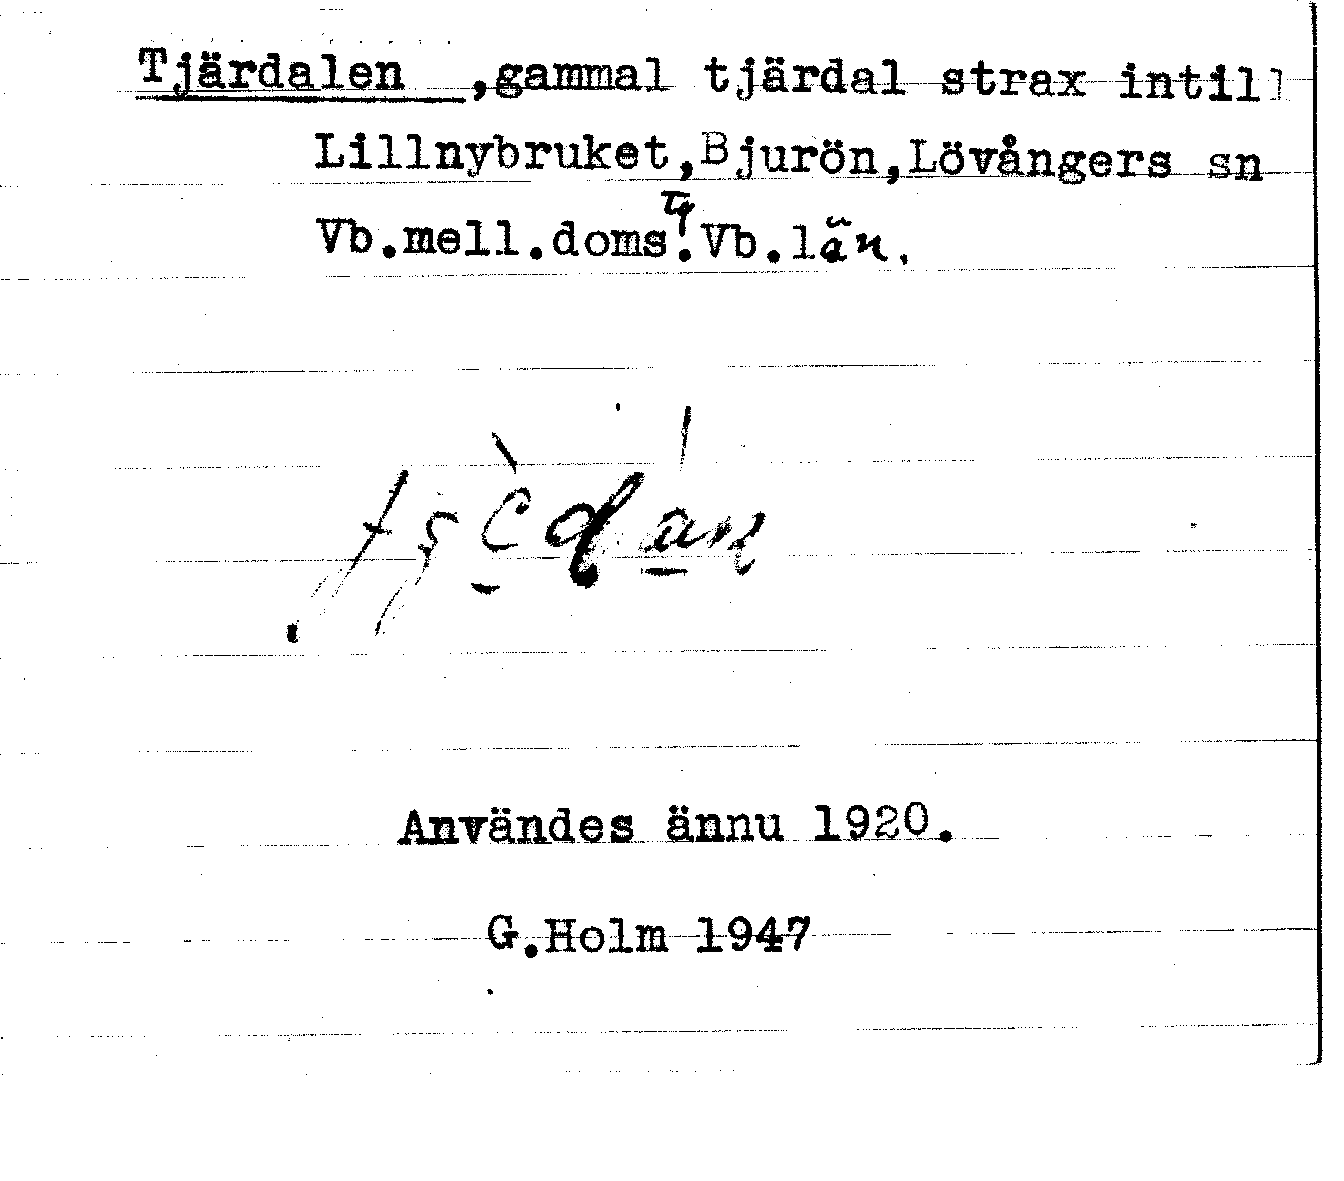 Tjärdalen ,gammal tjärdal strax intill
Lillnybruket,Bjurön,Lövångers sn
Vb.mell.doms.Vb.län.
Användes ännu 1920.
G.Holm 1947